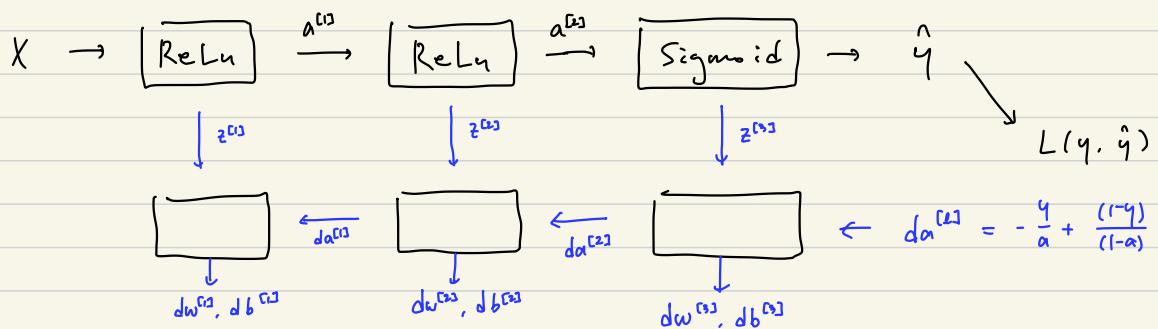 a^[1] a^[2]
X → ReLu → ReLu → Sigmoid → ŷ
z^[1] z^[2] z^[3]
L(y, ŷ)
da^[1] da^[2] ← da^[l] = - y/a + (1-y)/(1-a)
dw^[1], db^[1] dw^[2], db^[2] dw^[3], db^[3]